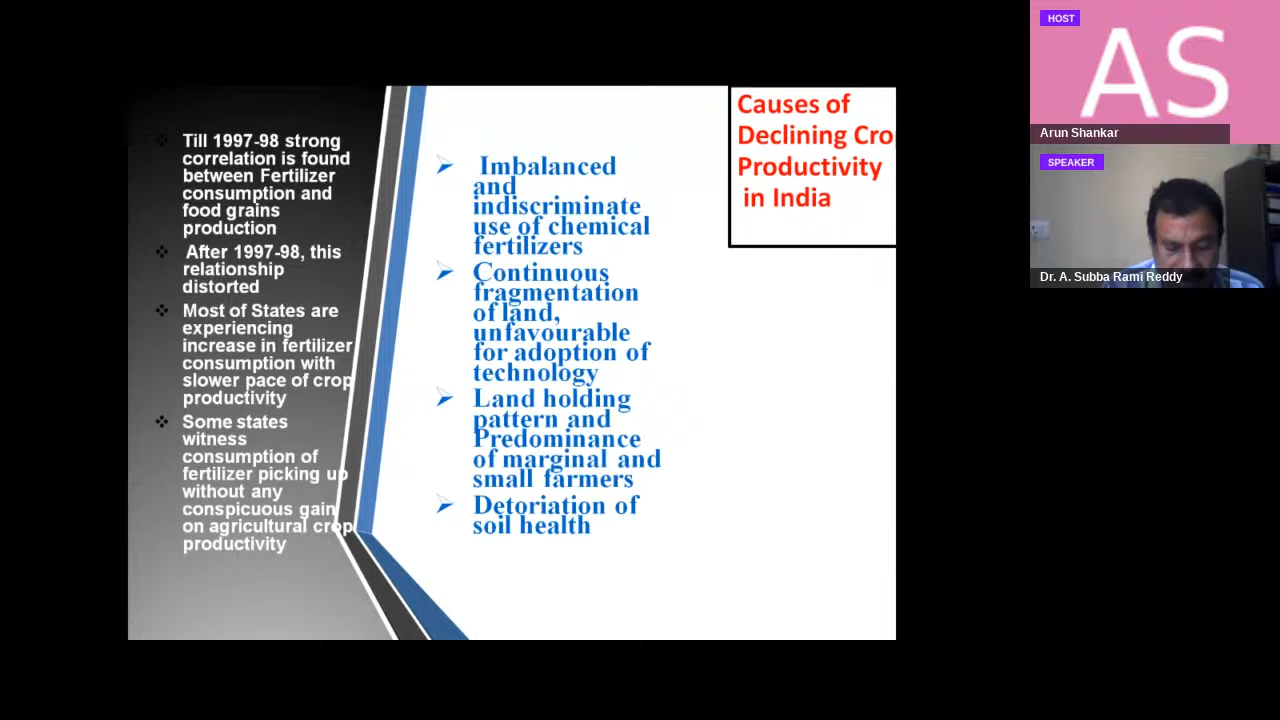 Till 1997-98 strong
correlation is found
between Fertilizer
consumption and
food grains
production
After 1997-98, this
relationship
distorted
Most of States are
experiencing
increase in fertilizer
consumption with
slower pace of crop
productivity
Some states
witness
consumption of
fertilizer picking up
without any
conspicuous gain
on agricultural crop
productivity
Imbalanced
and
indiscriminate
use of chemical
fertilizers
Continuous
fragmentation
of land,
unfavourable
for adoption of
technology
Land holding
pattern and
Predominance
of marginal and
small farmers
Detoriation of
soil health
Causes of
Declining Cro
Productivity
in India
HOST
AS
Arun Shankar
SPEAKER
Dr. A. Subba Rami Reddy